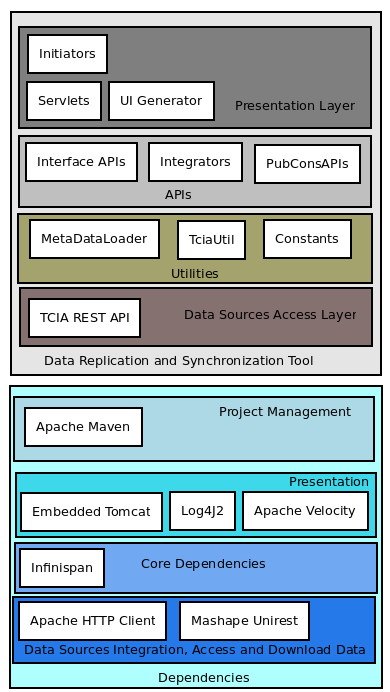 Initiators
Servlets
UI Generator
Presentation Layer
Interface APIs
Integrators
PubConsAPIs
APIs
MetaDataLoader
TciaUtil
Constants
Utilities
TCIA REST API
Data Sources Access Layer
Data Replication and Synchronization Tool
Project Management
Apache Maven
Presentation
Embedded Tomcat
Log4J2
Apache Velocity
Infinispan
Core Dependencies
Apache HTTP Client
Mashape Unirest
Data Sources Integration, Access and Download Data
Dependencies